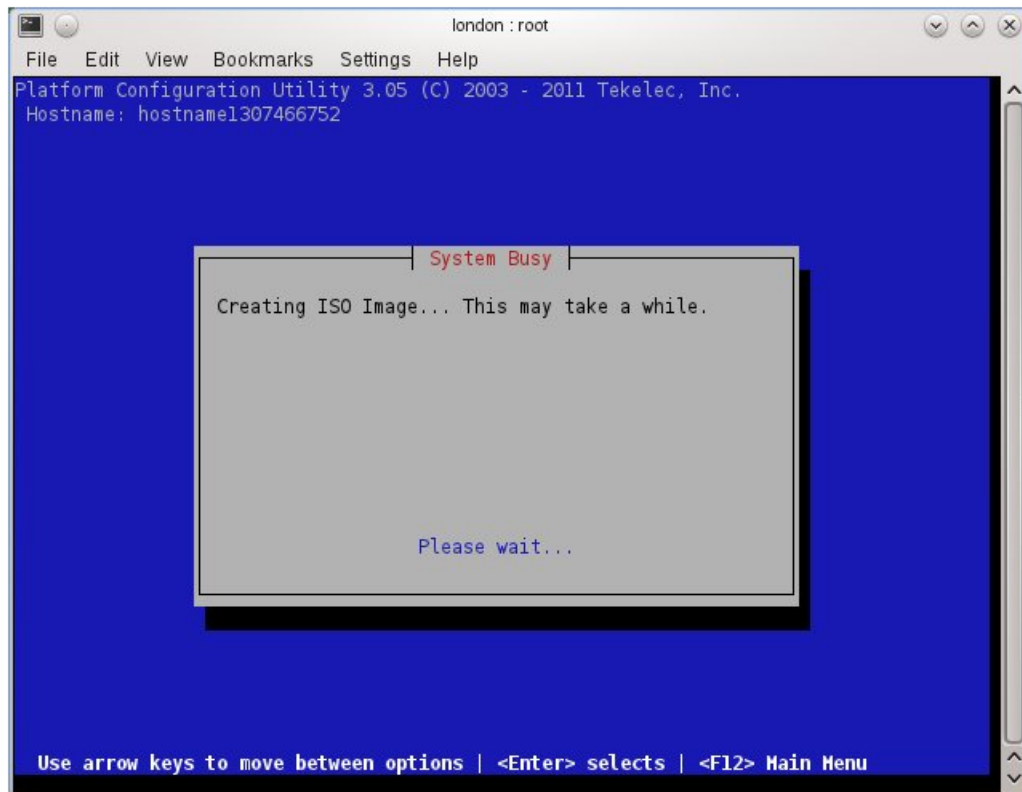 london : root
File Edit View Bookmarks Settings Help
Platform Configuration Utility 3.05 (C) 2003 - 2011 Tekelec, Inc.
Hostname: hostname1307466752
System Busy
Creating ISO Image... This may take a while.
Please wait...
Use arrow keys to move between options | <Enter> selects | <F12> Main Menu